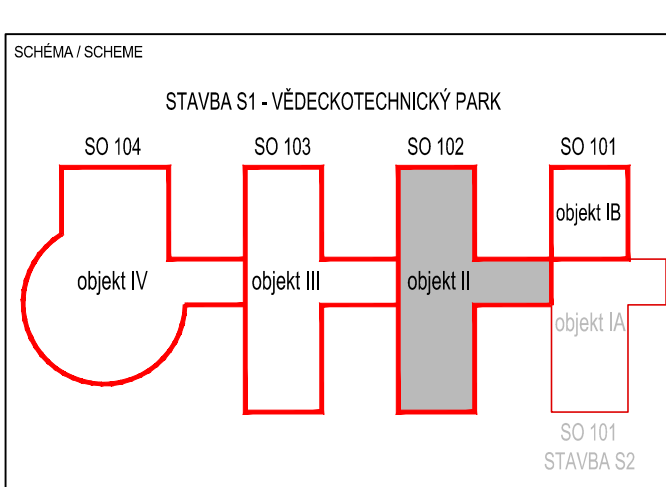 SCHÉMA / SCHEME
STAVBA S1 - VĚDECKOTECHNICKÝ PARK
SO 104 SO 103 SO 102 SO 101
objekt IB
objekt IV objekt III objekt II
objekt IA
SO 101
STAVBA S2